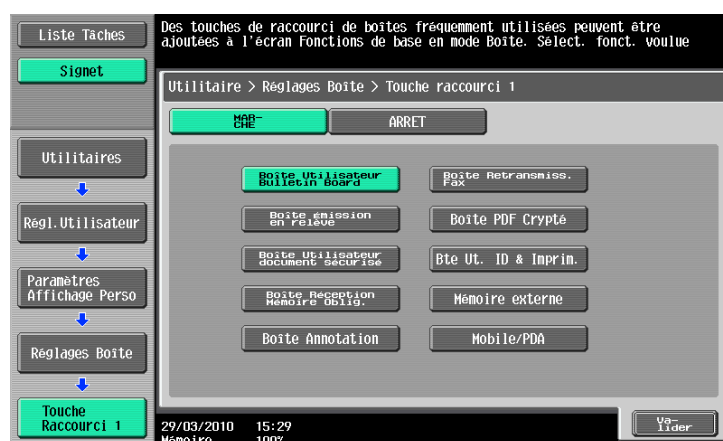 Liste Tâches
Signet
Des touches de raccourci de boîtes fréquemment utilisées peuvent être
ajoutées à l'écran Fonctions de base en mode Boîte. Sélect. fonct. voulue
Utilitaire > Réglages Boîte > Touche raccourci 1
MAR-
CHE
ARRET
Utilitaires
Régl.Utilisateur
Paramètres
Affichage Perso
Réglages Boîte
Touche
Raccourci 1
Boîte Utilisateur
Bulletin Board
Boîte Retransmiss.
Fax
Boîte émission
en relève
Boîte PDF Crypté
Boîte Utilisateur
document sécurisé
Bte Ut. ID & Imprim.
Boîte Réception
Mémoire Oblig.
Mémoire externe
Boîte Annotation
Mobile/PDA
29/03/2010 15:29
Mémoire 100%
Va-
lider